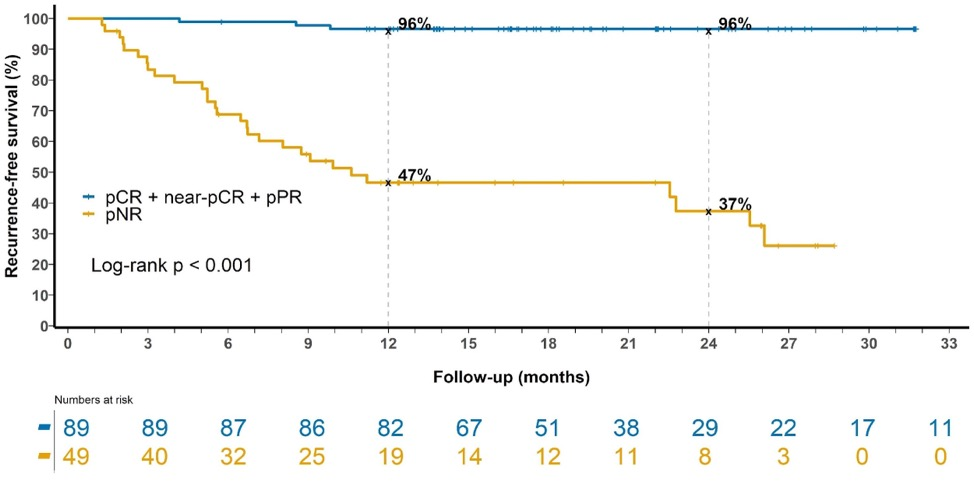 100
90
80
70
60
50
40
30
20
10
0
Recurrence-free survival (%)
96%
96%
47%
37%
pCR + near-pCR + pPR
pNR
Log-rank p < 0.001
0 3 6 9 12 15 18 21 24 27 30 33
Follow-up (months)
Numbers at risk
89 89 87 86 82 67 51 38 29 22 17 11
49 40 32 25 19 14 12 11 8 3 0 0